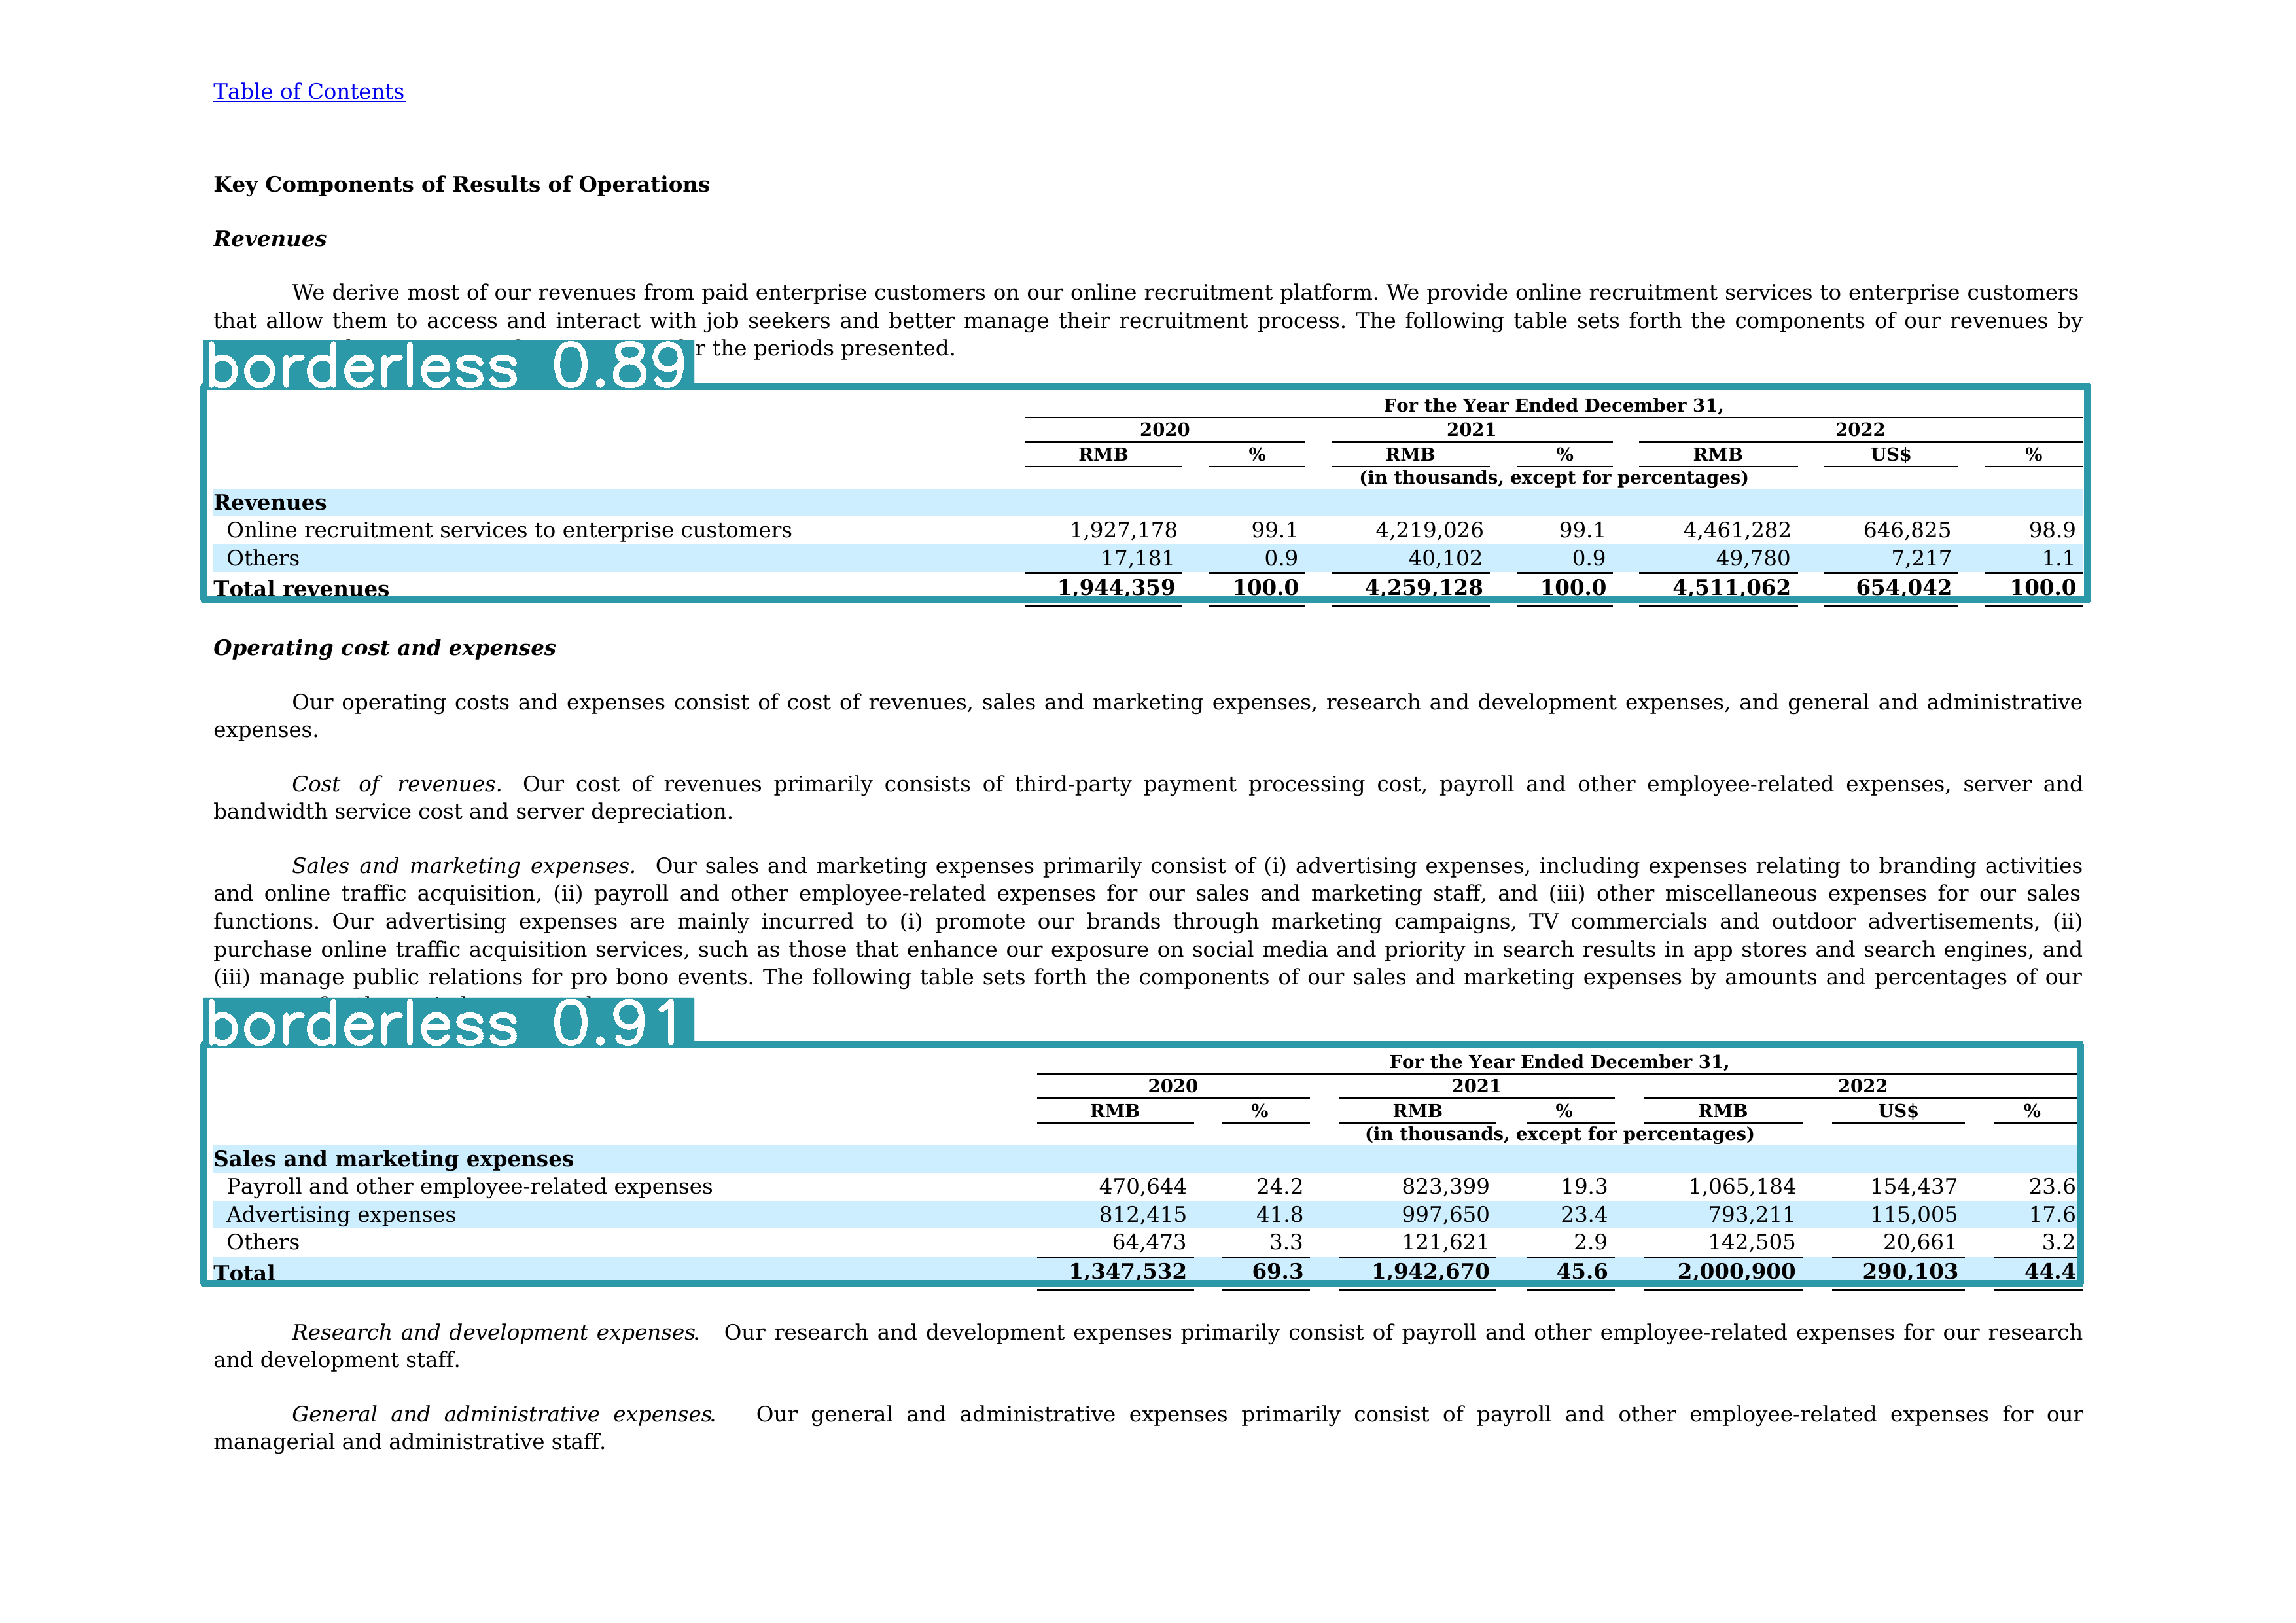 Table of Contents
Key Components of Results of Operations
Revenues
We derive most of our revenues from paid enterprise customers on our online recruitment platform. We provide online recruitment services to enterprise customers
that allow them to access and interact with job seekers and better manage their recruitment process. The following table sets forth the components of our revenues by
the periods presented.
borderless 0.89
For the Year Ended December 31,
2020 2021 2022
RMB % RMB % RMB US$ %
(in thousands, except for percentages)
Revenues
Online recruitment services to enterprise customers 1,927,178 99.1 4,219,026 99.1 4,461,282 646,825 98.9
Others 17,181 0.9 40,102 0.9 49,780 7,217 1.1
Total revenues 1,944,359 100.0 4,259,128 100.0 4,511,062 654,042 100.0
Operating cost and expenses
Our operating costs and expenses consist of cost of revenues, sales and marketing expenses, research and development expenses, and general and administrative
expenses.
Cost of revenues. Our cost of revenues primarily consists of third-party payment processing cost, payroll and other employee-related expenses, server and
bandwidth service cost and server depreciation.
Sales and marketing expenses. Our sales and marketing expenses primarily consist of (i) advertising expenses, including expenses relating to branding activities
and online traffic acquisition, (ii) payroll and other employee-related expenses for our sales and marketing staff, and (iii) other miscellaneous expenses for our sales
functions. Our advertising expenses are mainly incurred to (i) promote our brands through marketing campaigns, TV commercials and outdoor advertisements, (ii)
purchase online traffic acquisition services, such as those that enhance our exposure on social media and priority in search results in app stores and search engines, and
(iii) manage public relations for pro bono events. The following table sets forth the components of our sales and marketing expenses by amounts and percentages of our
borderless 0.91
For the Year Ended December 31,
2020 2021 2022
RMB % RMB % RMB US$ %
(in thousands, except for percentages)
Sales and marketing expenses
Payroll and other employee-related expenses 470,644 24.2 823,399 19.3 1,065,184 154,437 23.6
Advertising expenses 812,415 41.8 997,650 23.4 793,211 115,005 17.6
Others 64,473 3.3 121,621 2.9 142,505 20,661 3.2
Total 1,347,532 69.3 1,942,670 45.6 2,000,900 290,103 44.4
Research and development expenses. Our research and development expenses primarily consist of payroll and other employee-related expenses for our research
and development staff.
General and administrative expenses. Our general and administrative expenses primarily consist of payroll and other employee-related expenses for our
managerial and administrative staff.